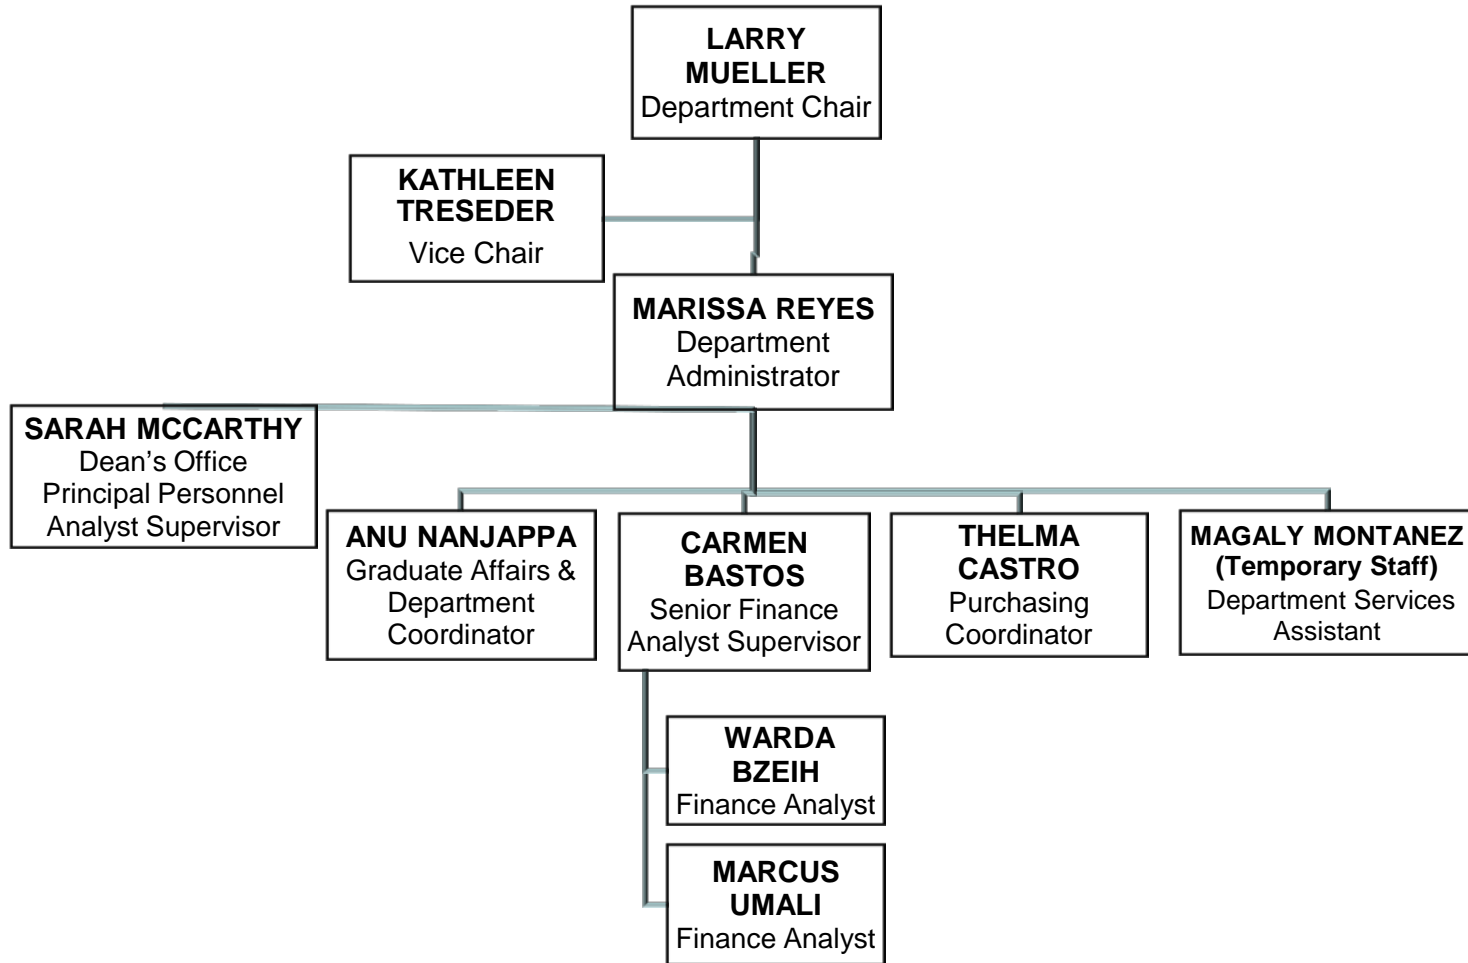 LARRY
MUELLER
Department Chair
KATHLEEN
TRESEDER
Vice Chair
MARISSA REYES
Department
Administrator
SARAH MCCARTHY
Dean’s Office
Principal Personnel
Analyst Supervisor
ANU NANJAPPA
Graduate Affairs &
Department
Coordinator
CARMEN
BASTOS
Senior Finance
Analyst Supervisor
THELMA
CASTRO
Purchasing
Coordinator
MAGALY MONTANEZ
(Temporary Staff)
Department Services
Assistant
WARDA
BZEIH
Finance Analyst
MARCUS
UMALI
Finance Analyst